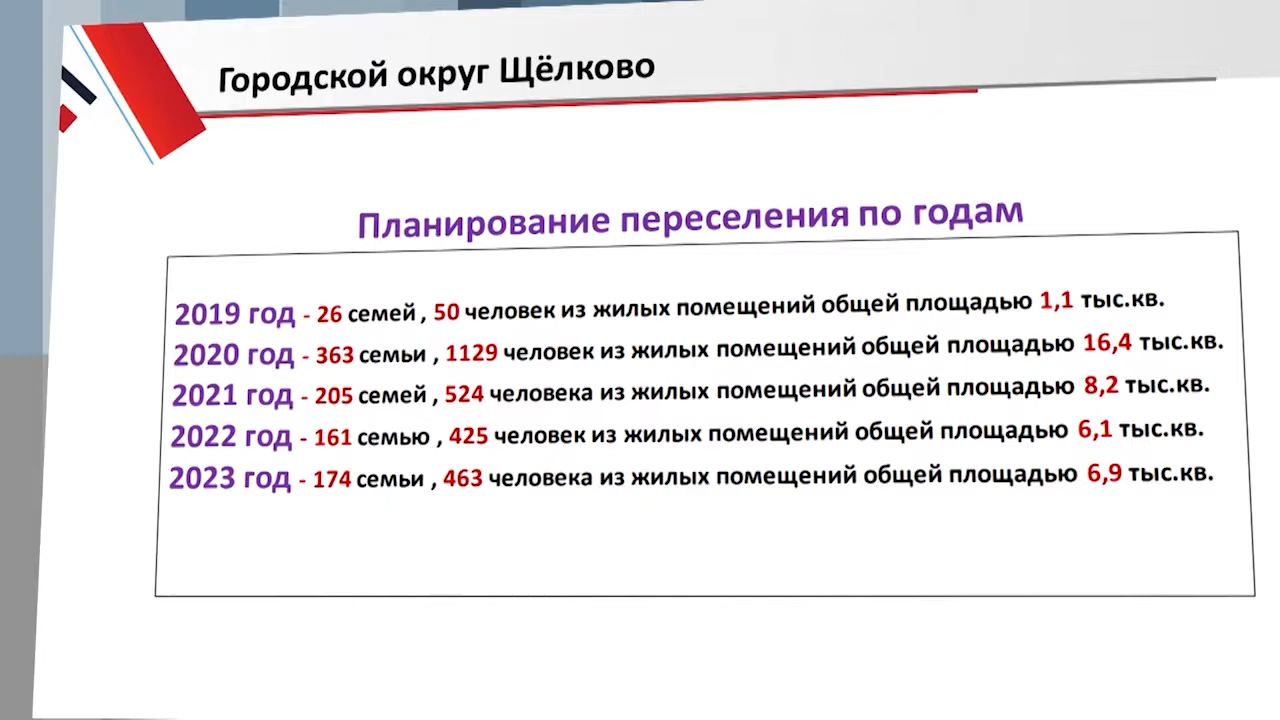 Городской округ Щёлково
Планирование переселения по годам
2019 год - 26 семей , 50 человек из жилых помещений общей площадью 1,1 тыс.кв.
2020 год - 363 семьи , 1129 человек из жилых помещений общей площадью 16,4 тыс.кв.
2021 год - 205 семей , 524 человека из жилых помещений общей площадью 8,2 тыс.кв.
2022 год - 161 семью , 425 человек из жилых помещений общей площадью 6,1 тыс.кв.
2023 год - 174 семьи , 463 человека из жилых помещений общей площадью 6,9 тыс.кв.